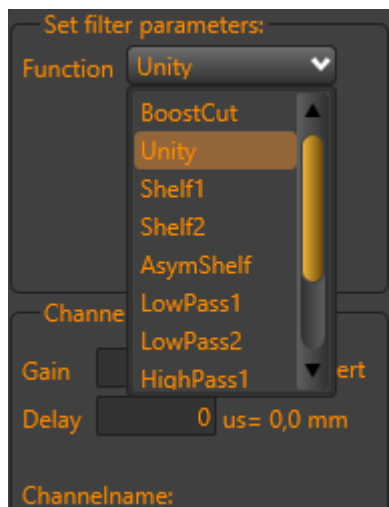 Set filter parameters:
Function Unity
BoostCut
Unity
Shelf1
Shelf2
AsymShelf
LowPass1
Channe
LowPass2
Gain ert
HighPass1
Delay 0 us= 0,0 mm
Channelname: